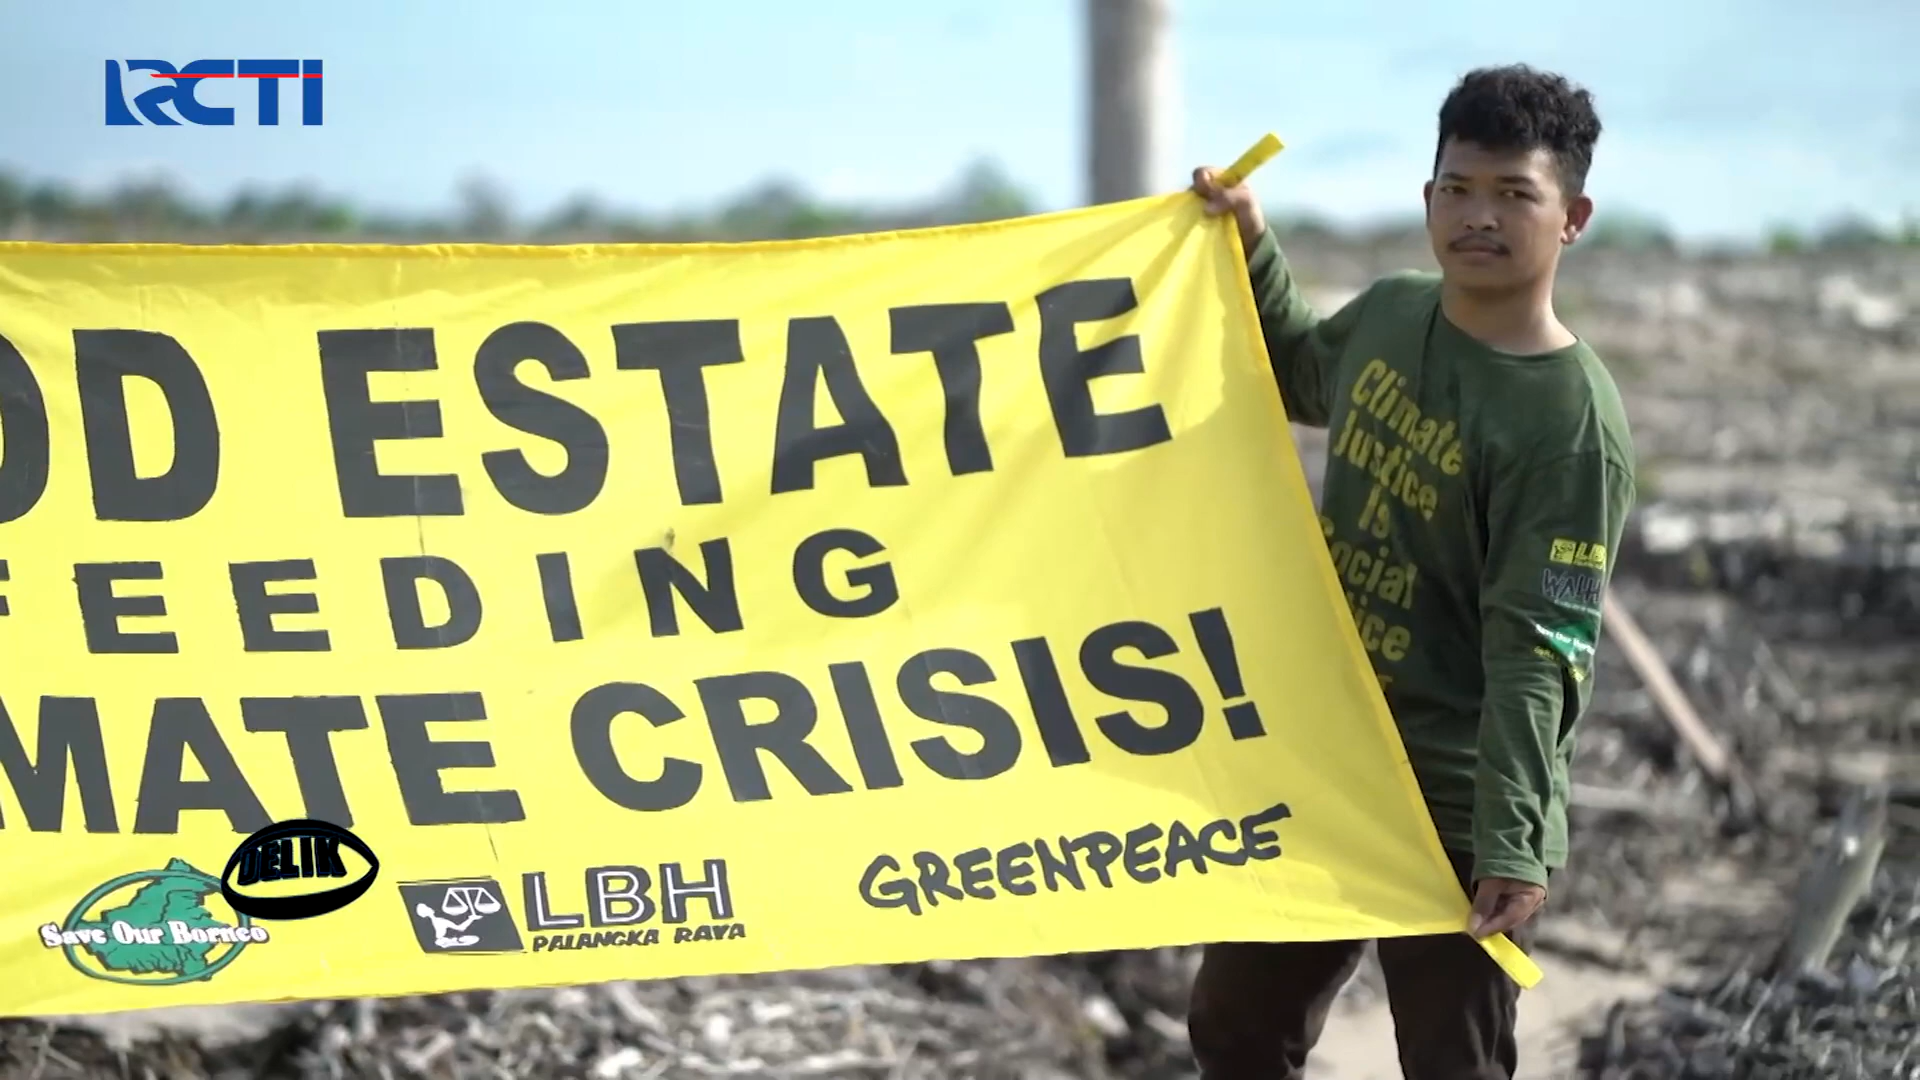 RCTI
OD ESTATE
FEEDING
MATE CRISIS!
DELIK
Save Our Borneo
LBH
PALANGKA RAYA
GREENPEACE
Climate
Justice
Is
Social
LBH
WALHI